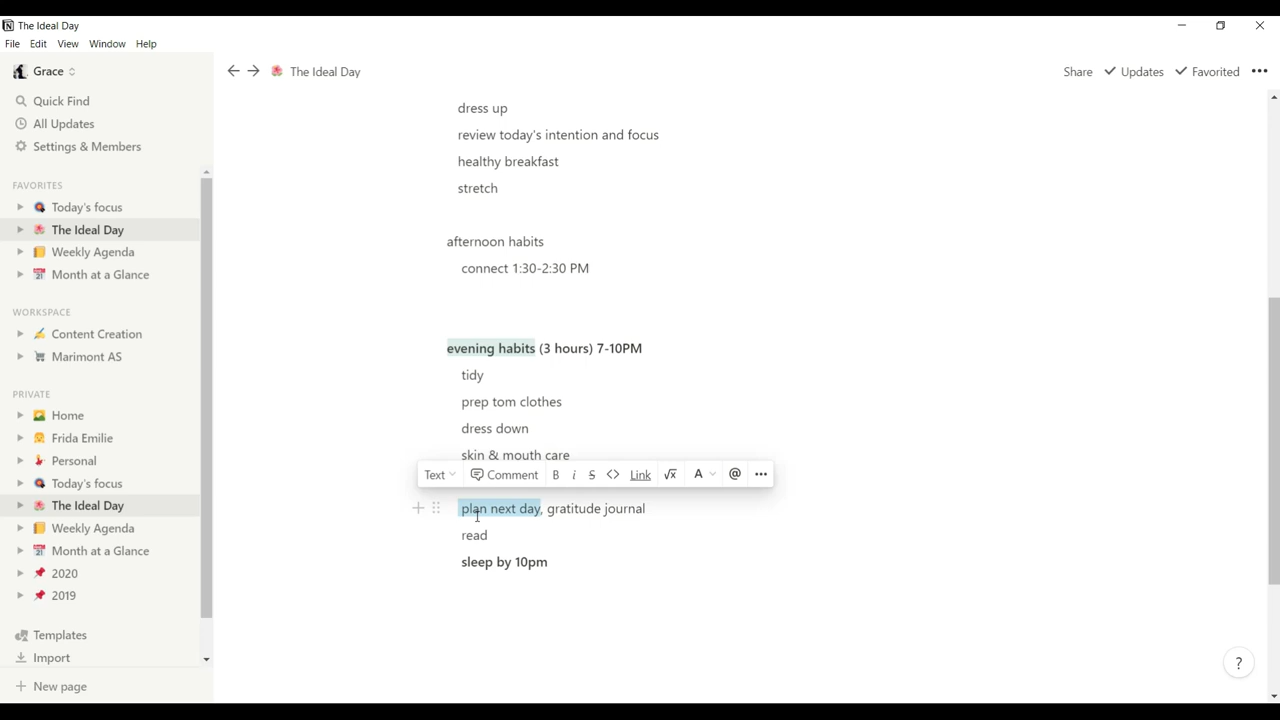 The Ideal Day
File Edit View Window Help
Grace
The Ideal Day
Share Updates Favorited
Quick Find
All Updates
Settings & Members
FAVORITES
Today's focus
The Ideal Day
Weekly Agenda
Month at a Glance
WORKSPACE
Content Creation
Marimont AS
PRIVATE
Home
Frida Emilie
Personal
Today's focus
The Ideal Day
Weekly Agenda
Month at a Glance
2020
2019
Templates
Import
New page
dress up
review today's intention and focus
healthy breakfast
stretch
afternoon habits
connect 1:30-2:30 PM
evening habits (3 hours) 7-10PM
tidy
prep tom clothes
dress down
skin & mouth care
Text Comment B i S <> Link √x A @ •••
plan next day, gratitude journal
read
sleep by 10pm
?